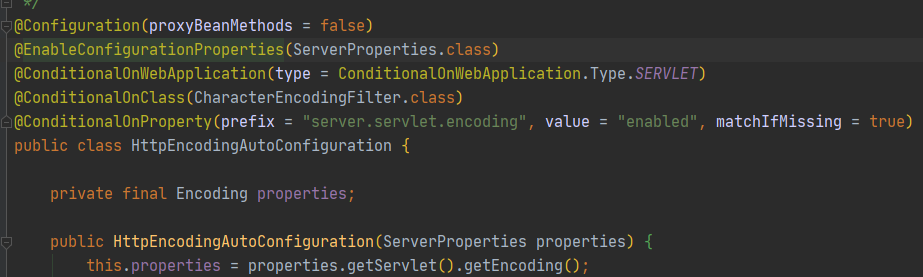 */
@Configuration(proxyBeanMethods = false)
@EnableConfigurationProperties(ServerProperties.class)
@ConditionalOnWebApplication(type = ConditionalOnWebApplication.Type.SERVLET)
@ConditionalOnClass(CharacterEncodingFilter.class)
@ConditionalOnProperty(prefix = "server.servlet.encoding", value = "enabled", matchIfMissing = true)
public class HttpEncodingAutoConfiguration {
private final Encoding properties;
public HttpEncodingAutoConfiguration(ServerProperties properties) {
this.properties = properties.getServlet().getEncoding();